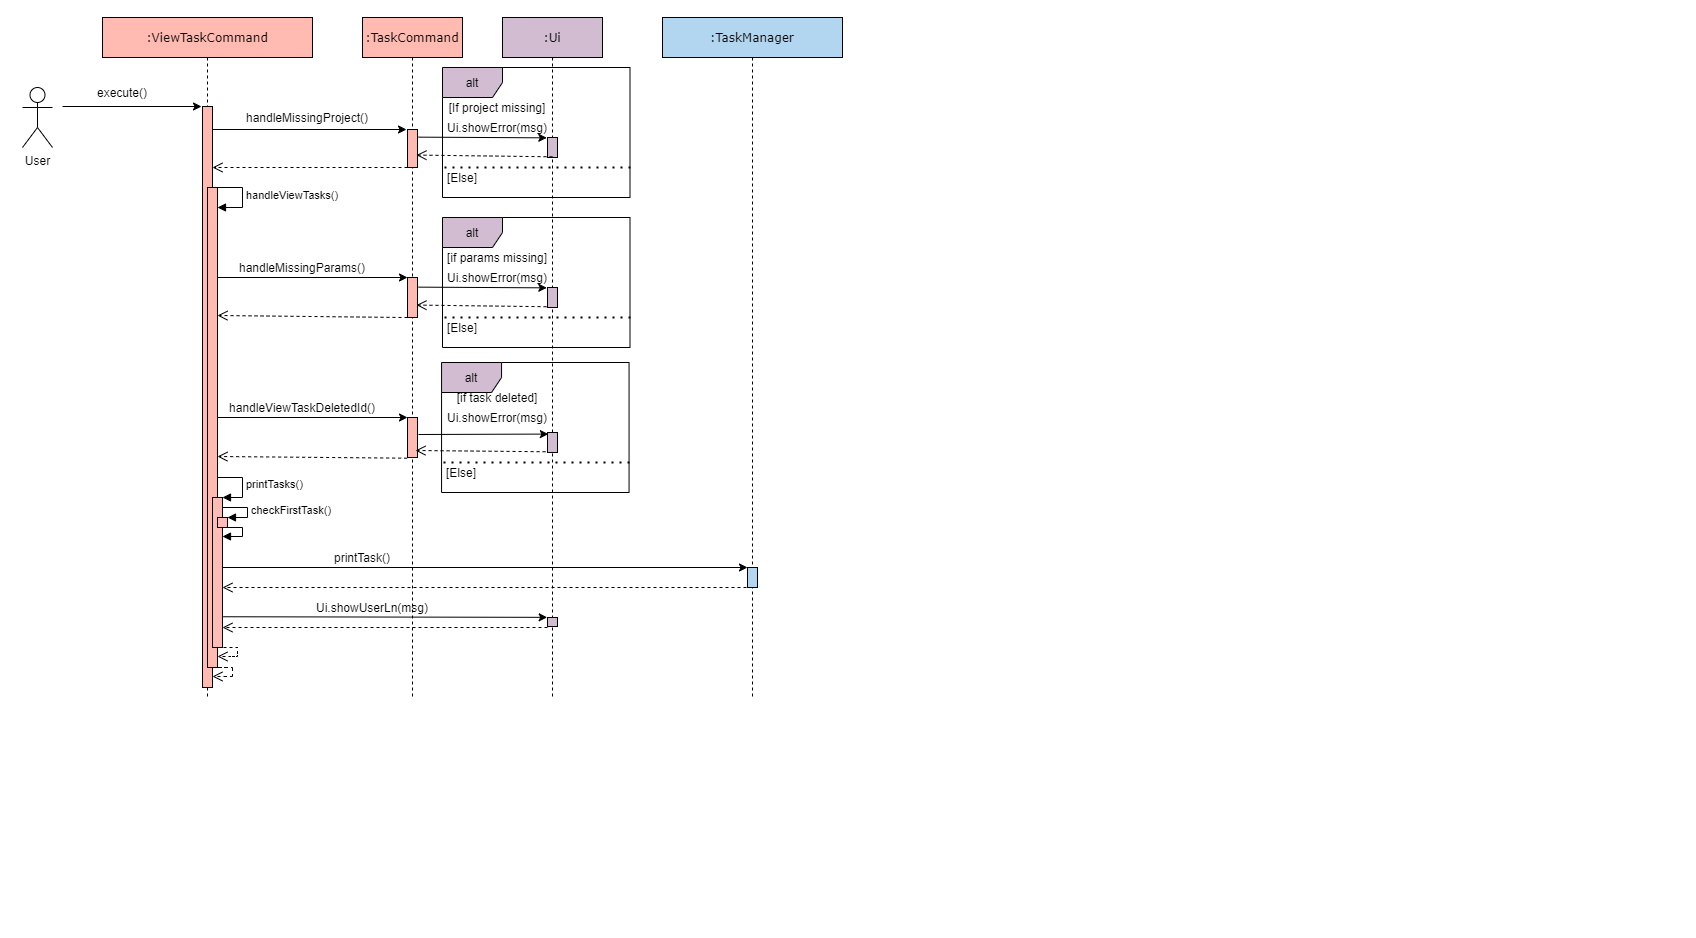 :ViewTaskCommand
:TaskCommand
:Ui
:TaskManager
alt
execute()
[If project missing]
handleMissingProject()
Ui.showError(msg)
User
[Else]
handleViewTasks()
alt
[if params missing]
handleMissingParams()
Ui.showError(msg)
[Else]
alt
[if task deleted]
handleViewTaskDeletedId()
Ui.showError(msg)
[Else]
printTasks()
checkFirstTask()
printTask()
Ui.showUserLn(msg)